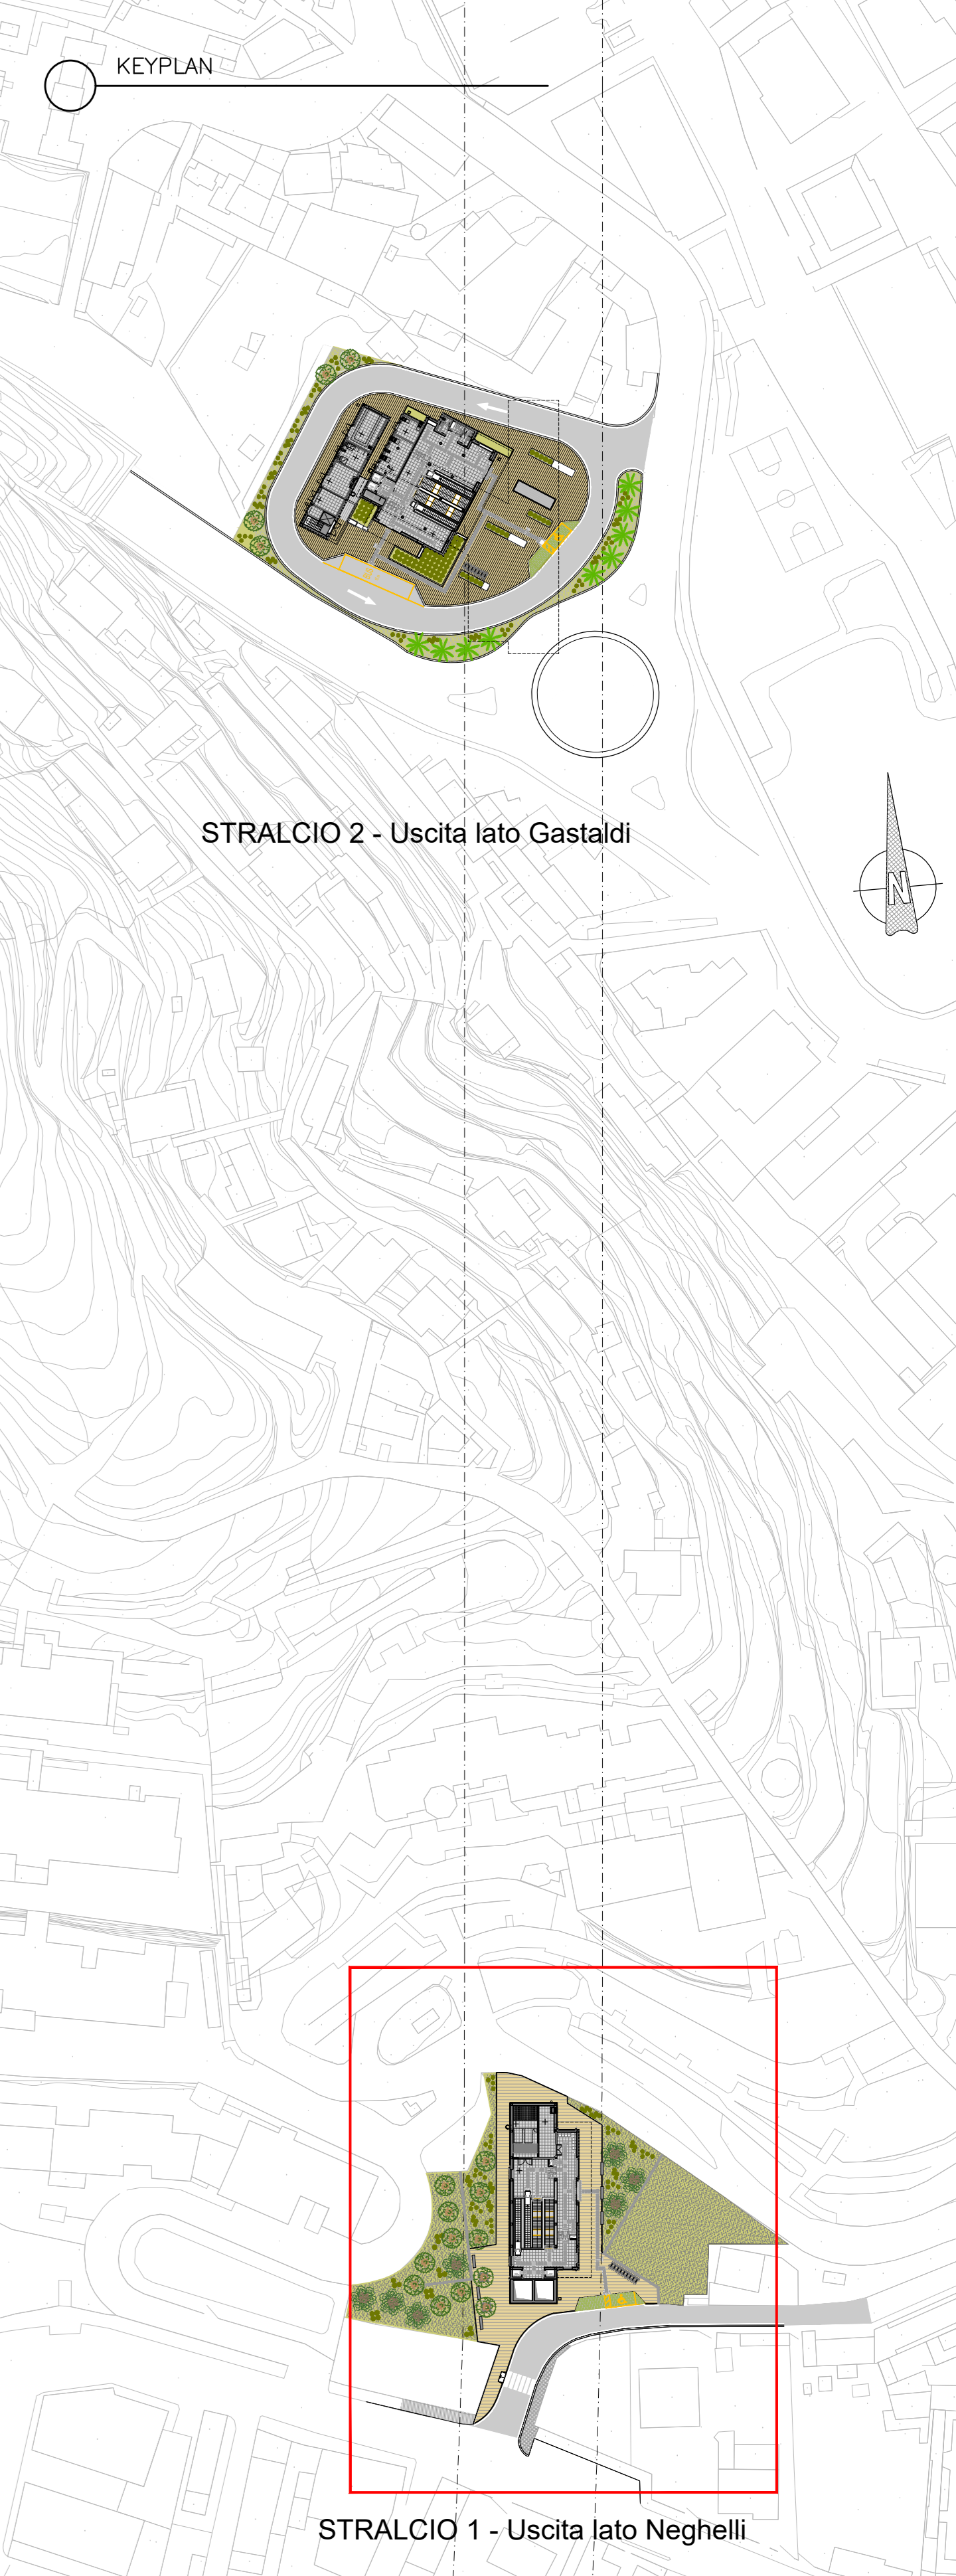 KEYPLAN
STRALCIO 2 - Uscita lato Gastaldi
N
STRALCIO 1 - Uscita lato Neghelli